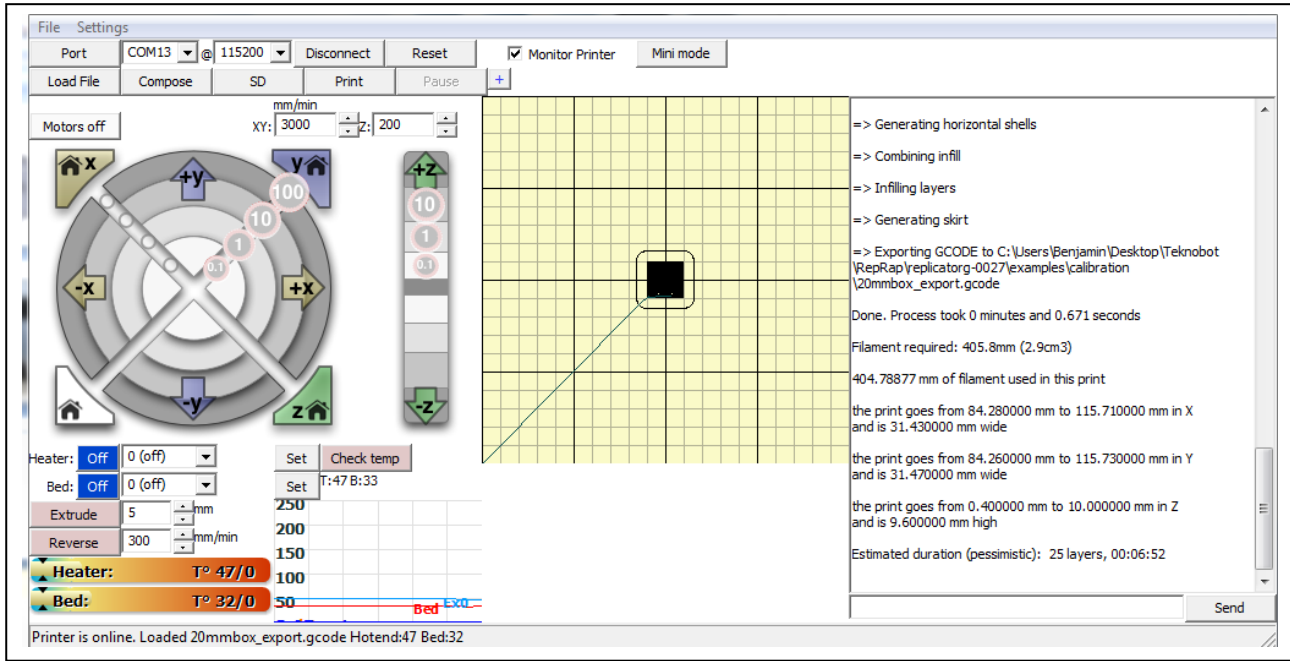 File Settings
Port COM13 @ 115200 Disconnect Reset Monitor Printer Mini mode
Load File Compose SD Print Pause +
mm/min
Motors off XY: 3000 Z: 200
x y +y 100 10 1 0.1 -x +x -y z
+z 10 1 0.1 -z
Heater: Off 0 (off) Set Check temp
Bed: Off 0 (off) Set T:47 B:33
Extrude 5 mm
Reverse 300 mm/min
Heater: T° 47/0
Bed: T° 32/0
250
200
150
100
50 Bed Ex0
=> Generating horizontal shells
=> Combining infill
=> Infilling layers
=> Generating skirt
=> Exporting GCODE to C:\Users\Benjamin\Desktop\Teknobot
\RepRap\replicatorg-0027\examples\calibration
\20mmbox_export.gcode
Done. Process took 0 minutes and 0.671 seconds
Filament required: 405.8mm (2.9cm3)
404.78877 mm of filament used in this print
the print goes from 84.280000 mm to 115.710000 mm in X
and is 31.430000 mm wide
the print goes from 84.260000 mm to 115.730000 mm in Y
and is 31.470000 mm wide
the print goes from 0.400000 mm to 10.000000 mm in Z
and is 9.600000 mm high
Estimated duration (pessimistic): 25 layers, 00:06:52
Send
Printer is online. Loaded 20mmbox_export.gcode Hotend:47 Bed:32